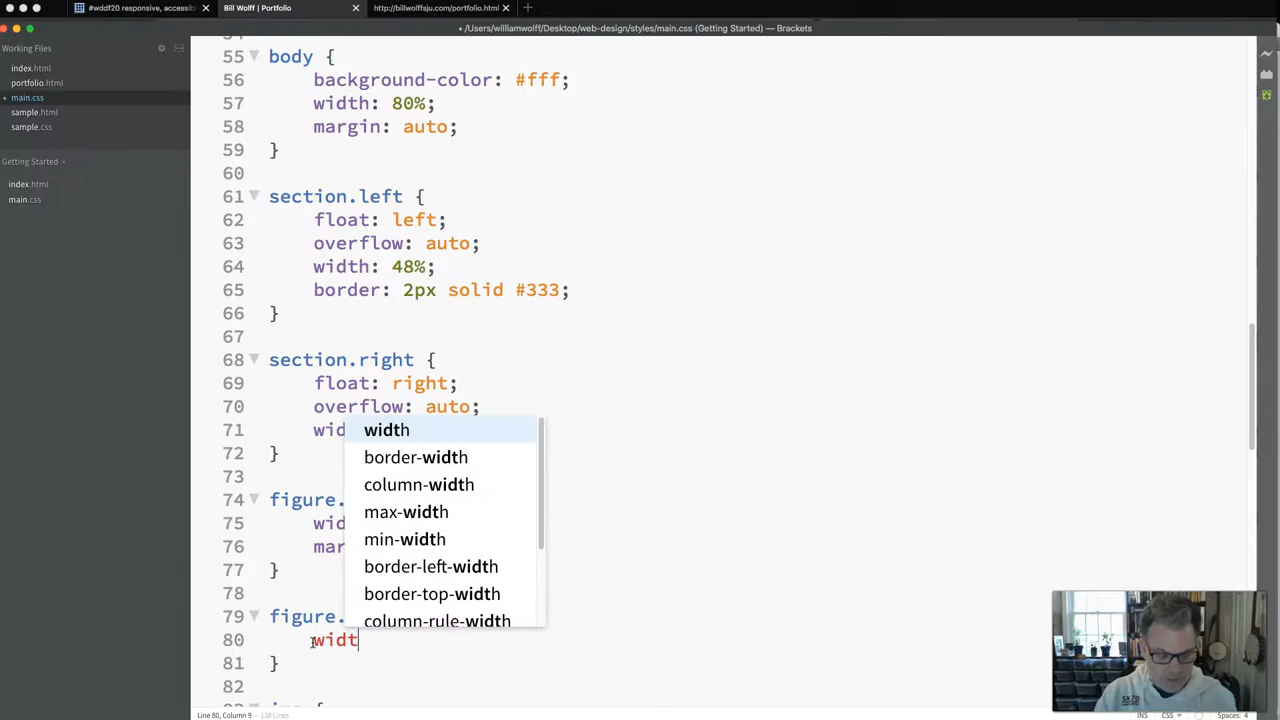 #wddf20 responsive, accessib
Bill Wolff | Portfolio
http://billwolffsju.com/portfolio.html
• /Users/williamwolff/Desktop/web-design/styles/main.css (Getting Started) — Brackets
Working Files
index.html
portfolio.html
main.css
sample.html
sample.css
Getting Started
index.html
main.css
55 body {
56 background-color: #fff;
57 width: 80%;
58 margin: auto;
59 }
60
61 section.left {
62 float: left;
63 overflow: auto;
64 width: 48%;
65 border: 2px solid #333;
66 }
67
68 section.right {
69 float: right;
70 overflow: auto;
71 wid
72 }
73
74 figure.
75 wid
76 mar
77 }
78
79 figure.
80 widt
81 }
82
width
border-width
column-width
max-width
min-width
border-left-width
border-top-width
column-rule-width
Line 80, Column 9 — 138 Lines
INS
CSS
Spaces: 4